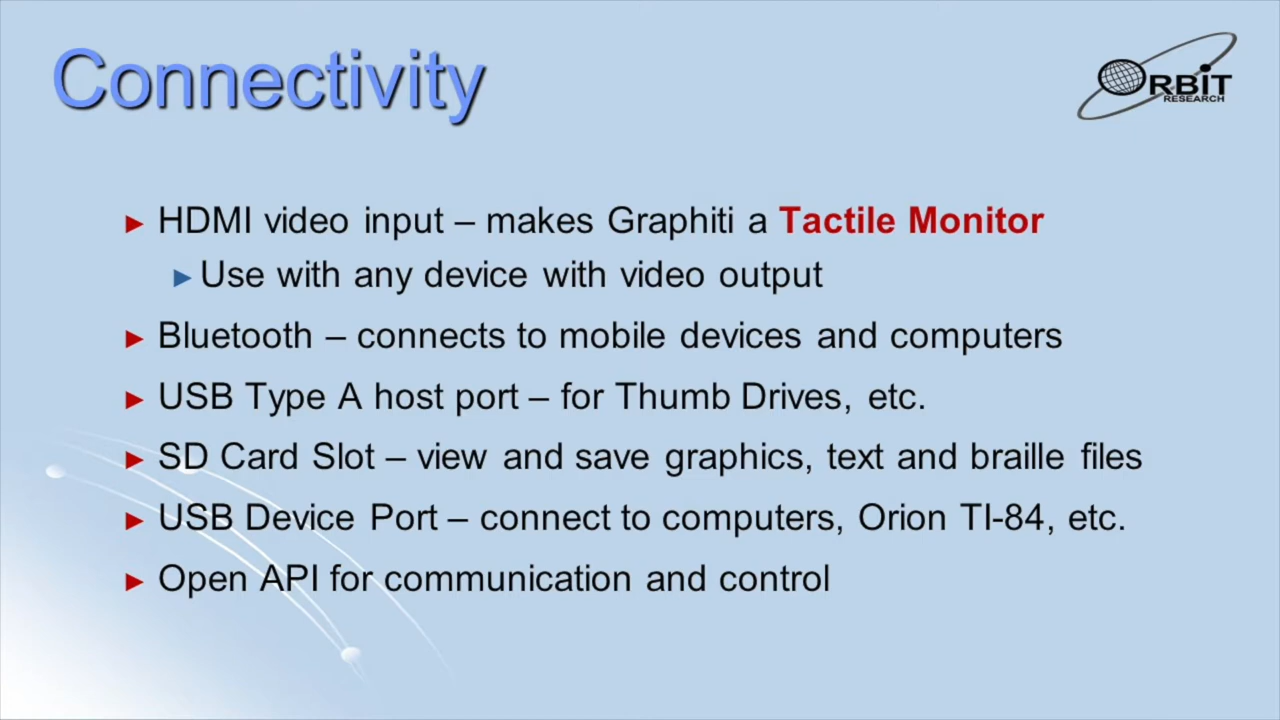 Connectivity
ORBIT
RESEARCH
► HDMI video input – makes Graphiti a Tactile Monitor
► Use with any device with video output
► Bluetooth – connects to mobile devices and computers
► USB Type A host port – for Thumb Drives, etc.
► SD Card Slot – view and save graphics, text and braille files
► USB Device Port – connect to computers, Orion TI-84, etc.
► Open API for communication and control